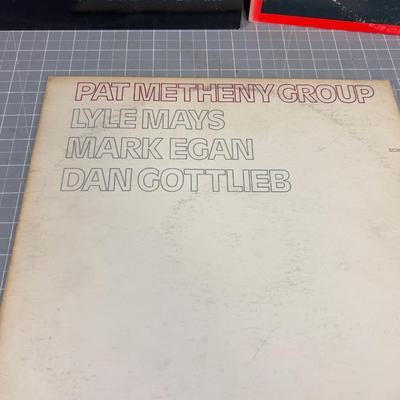 PAT METHENY GROUP
LYLE MAYS
MARK EGAN
DAN GOTTLIEB